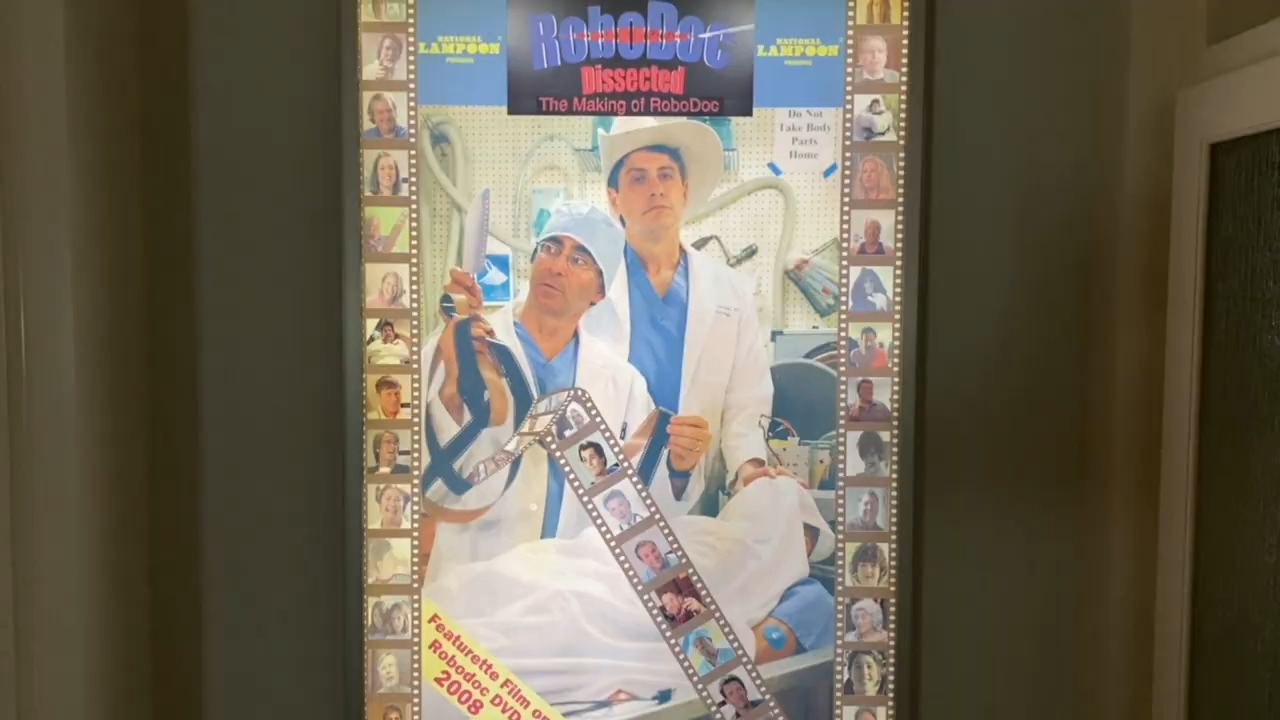 NATIONAL
LAMPOON
PRESENTS
RoboDoc
Dissected
The Making of RoboDoc
NATIONAL
LAMPOON
PRESENTS
Do Not
Take Body
Parts
Home
Featurette Film on
Robodoc DVD
2008